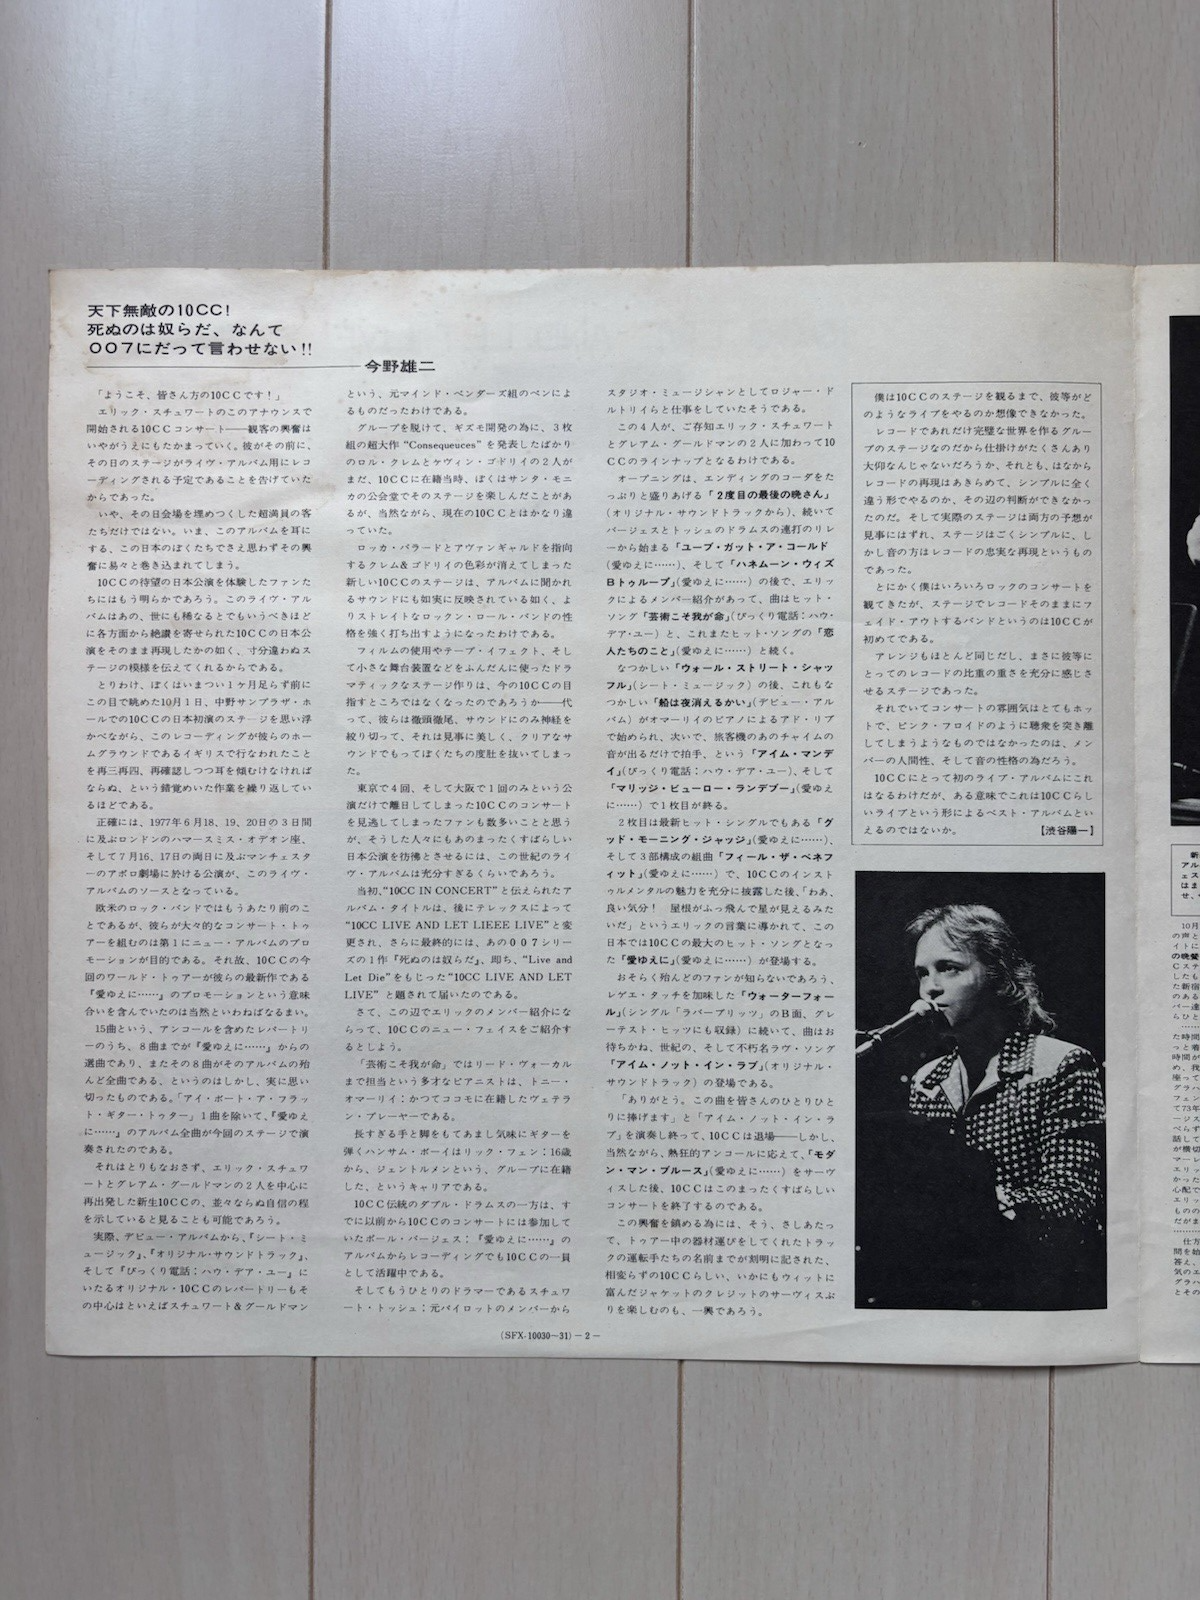 天下無敵の10CC!
死ぬのは奴らだ、なんて
007にだって言わせない!!
今野雄二
「ようこそ、皆さん方の10CCです!」
エリック・スチュワートのこのアナウンスで
開始される10CCコンサート——観客の興奮は
いやがうえにもたかまっていく。彼がその前に、
その日のステージがライヴ・アルバム用にレコ
ーディングされる予定であることを告げていた
からであった。
いや、その日会場を埋めつくした超満員の客
たちだけではない。いま、このアルバムを耳に
する、この日本のぼくたちでさえ思わずその興
奮に易々と巻き込まれてしまう。
10CCの待望の日本公演を体験したファンた
ちにはもう明らかであろう。このライヴ・アル
バムはあの、世にも稀なるとでもいうべきほど
に各方面から絶讃を寄せられた10CCの日本公
演をそのまま再現したかの如く、寸分違わぬス
テージの模様を伝えてくれるからである。
とりわけ、ぼくはいまつい1ヶ月足らず前に
この目で眺めた10月1日、中野サンプラザ・ホ
ールでの10CCの日本初演のステージを思い浮
かべながら、このレコーディングが彼らのホー
ムグラウンドであるイギリスで行なわれたこと
を再三再四、再確認しつつ耳を傾むけなければ
ならぬ、という錯覚めいた作業を繰り返してい
るほどである。
正確には、1977年6月18、19、20日の3日間
に及ぶロンドンのハマースミス・オデオン座、
そして7月16、17日の両日に及ぶマンチェスタ
ーのアポロ劇場に於ける公演が、このライヴ・
アルバムのソースとなっている。
欧米のロック・バンドではもうあたり前のこ
とであるが、彼らが大々的なコンサート・トゥ
アーを組むのは第1にニュー・アルバムのプロ
モーションが目的である。それ故、10CCの今
回のワールド・トゥアーが彼らの最新作である
『愛ゆえに……』のプロモーションという意味
合いを含んでいたのは当然といわねばなるまい。
15曲という、アンコールを含めたレパートリ
ーのうち、8曲までが『愛ゆえに……』からの
選曲であり、またその8曲がそのアルバムの殆
んど全曲である、というのはしかし、実に思い
切ったものである。「アイ・ボート・ア・フラッ
ト・ギター・トゥター」1曲を除いて、『愛ゆえ
に……』のアルバム全曲が今回のステージで演
奏されたのである。
それはとりもなおさず、エリック・スチュワ
ートとグレアム・グールドマンの2人を中心に
再出発した新生10CCの、並々ならぬ自信の程
を示していると見ることも可能であろう。
実際、デビュー・アルバムから、『シート・ミ
ュージック』、『オリジナル・サウンドトラック』、
そして『びっくり電話:ハウ・デア・ユー』に
いたるオリジナル・10CCのレパートリーもそ
の中心はといえばスチュワート&グールドマン
という、元マインド・ベンダーズ組のペンによ
るものだったわけである。
グループを脱けて、ギズモ開発の為に、3枚
組の超大作“Consequeuces”を発表したばかり
のロル・クレムとケヴィン・ゴドリイの2人が
まだ、10CCに在籍当時、ぼくはサンタ・モニ
カの公会堂でそのステージを楽しんだことがあ
るが、当然ながら、現在の10CCとはかなり違
っていた。
ロッカ・バラードとアヴァンギャルドを指向
するクレム&ゴドリイの色彩が消えてしまった
新しい10CCのステージは、アルバムに聞かれ
るサウンドにも如実に反映されている如く、よ
りストレイトなロックン・ロール・バンドの性
格を強く打ち出すようになったわけである。
フィルムの使用やテープ・イフェクト、そし
て小さな舞台装置などをふんだんに使ったドラ
マティックなステージ作りは、今の10CCの目
指すところではなくなったのであろうか——代
って、彼らは徹頭徹尾、サウンドにのみ神経を
絞り切って、それは見事に美しく、クリアなサ
ウンドでもってぼくたちの度肝を抜いてしまっ
た。
東京で4回、そして大阪で1回のみという公
演だけで離日してしまった10CCのコンサート
を見逃してしまったファンも数多いことと思う
が、そうした人々にもあのまったくすばらしい
日本公演を彷彿とさせるには、この世紀のライ
ヴ・アルバムは充分すぎるくらいであろう。
当初、“10CC IN CONCERT”と伝えられたア
ルバム・タイトルは、後にテレックスによって
“10CC LIVE AND LET LIEEE LIVE”と変
更され、さらに最終的には、あの007シリー
ズの1作『死ぬのは奴らだ』、即ち、“Live and
Let Die”をもじった“10CC LIVE AND LET
LIVE”と題されて届いたのである。
さて、この辺でエリックのメンバー紹介にな
らって、10CCのニュー・フェイスをご紹介す
るとしよう。
「芸術こそ我が命」ではリード・ヴォーカル
まで担当という多才なピアニストは、トニー・
オマーリイ:かつてココモに在籍したヴェテラ
ン・プレーヤーである。
長すぎる手と脚をもてあまし気味にギターを
弾くハンサム・ボーイはリック・フェン:16歳
から、ジェントルメンという、グループに在籍
した、というキャリアである。
10CC伝統のダブル・ドラムスの一方は、す
でに以前から10CCのコンサートには参加して
いたポール・バージェス:『愛ゆえに……』の
アルバムからレコーディングでも10CCの一員
として活躍中である。
そしてもうひとりのドラマーであるスチュワ
ート・トッシュ:元パイロットのメンバーから
スタジオ・ミュージシャンとしてロジャー・ド
ルトリイらと仕事をしていたそうである。
この4人が、ご存知エリック・スチュワート
とグレアム・グールドマンの2人に加わって10
CCのラインナップとなるわけである。
オープニングは、エンディングのコーダをた
っぷりと盛りあげる「2度目の最後の晩さん」
(オリジナル・サウンドトラックから)、続いて
バージェスとトッシュのドラムスの連打のリレ
ーから始まる「ユーブ・ガット・ア・コールド
(愛ゆえに……)、そして「ハネムーン・ウィズ
Bトゥループ」(愛ゆえに……)の後で、エリッ
クによるメンバー紹介があって、曲はヒット・
ソング「芸術こそ我が命」(びっくり電話:ハウ・
デア・ユー)と、これまたヒット・ソングの「恋
人たちのこと」(愛ゆえに……)と続く。
なつかしい「ウォール・ストリート・シャッ
フル」(シート・ミュージック)の後、これもな
つかしい「船は夜消えるかい」(デビュー・アル
バム)がオマーリイのピアノによるアド・リブ
で始められ、次いで、旅客機のあのチャイムの
音が出るだけで拍手、という「アイム・マンデ
イ」(びっくり電話:ハウ・デア・ユー)、そして
「マリッジ・ビューロー・ランデブー」(愛ゆえ
に……)で1枚目が終る。
2枚目は最新ヒット・シングルでもある「グ
ッド・モーニング・ジャッジ」(愛ゆえに……)、
そして3部構成の組曲「フィール・ザ・ベネフ
ィット」(愛ゆえに……)で、10CCのインスト
ゥルメンタルの魅力を充分に披露した後、「わあ、
良い気分! 屋根がふっ飛んで星が見えるみた
いだ」というエリックの言葉に導かれて、この
日本では10CCの最大のヒット・ソングとなっ
た「愛ゆえに」(愛ゆえに……)が登場する。
おそらく殆んどのファンが知らないであろう、
レゲエ・タッチを加味した「ウォーターフォー
ル」(シングル「ラバーブリッツ」のB面、グレ
ーテスト・ヒッツにも収録)に続いて、曲はお
待ちかね、世紀の、そして不朽名ラヴ・ソング
「アイム・ノット・イン・ラブ」(オリジナル・
サウンドトラック)の登場である。
「ありがとう。この曲を皆さんのひとりひと
りに捧げます」と「アイム・ノット・イン・ラ
ブ」を演奏し終って、10CCは退場——しかし、
当然ながら、熱狂的アンコールに応えて、「モダ
ン・マン・ブルース」(愛ゆえに……)をサーヴ
ィスした後、10CCはこのまったくすばらしい
コンサートを終了するのである。
この興奮を鎮める為には、そう、さしあたっ
て、トゥアー中の器材運びをしてくれたトラッ
クの運転手たちの名前までが刻明に記された、
相変らずの10CCらしい、いかにもウィットに
富んだジャケットのクレジットのサーヴィスぶ
りを楽しむのも、一興であろう。
僕は10CCのステージを観るまで、彼等がど
のようなライブをやるのか想像できなかった。
レコードであれだけ完璧な世界を作るグルー
プのステージなのだから仕掛けがたくさんあり
大仰なんじゃないだろうか、それとも、はなから
レコードの再現はあきらめて、シンプルに全く
違う形でやるのか、その辺の判断ができなかっ
たのだ。そして実際のステージは両方の予想が
見事にはずれ、ステージはごくシンプルに、し
かし音の方はレコードの忠実な再現というもの
であった。
とにかく僕はいろいろロックのコンサートを
観てきたが、ステージでレコードそのままにフ
ェイド・アウトするバンドというのは10CCが
初めてである。
アレンジもほとんど同じだし、まさに彼等に
とってのレコードの比重の重さを充分に感じさ
せるステージであった。
それでいてコンサートの雰囲気はとてもホッ
トで、ピンク・フロイドのように聴衆を突き離
してしまうようなものではなかったのは、メン
バーの人間性、そして音の性格の為だろう。
10CCにとって初のライブ・アルバムにこれ
はなるわけだが、ある意味でこれは10CCらし
いライブという形によるベスト・アルバムとい
えるのではないか。 【渋谷陽一】
(SFX-10030~31)-2-